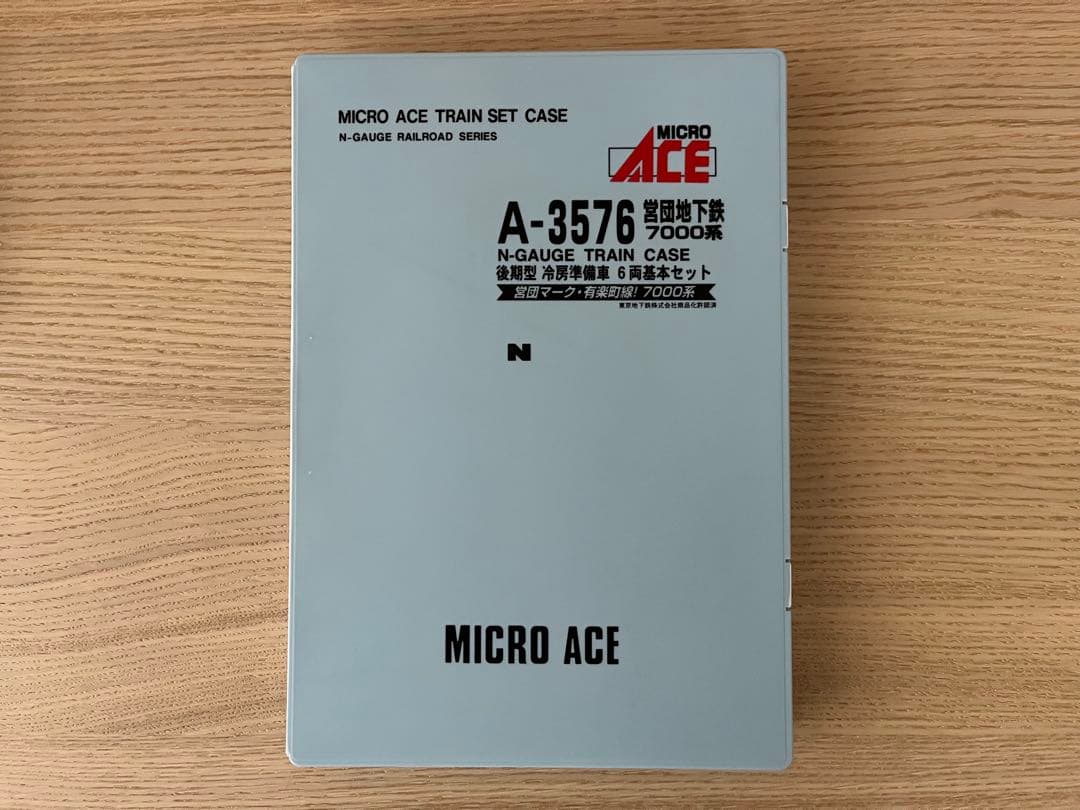 MICRO ACE TRAIN SET CASE
N-GAUGE RAILROAD SERIES
MICRO
ACE
A-3576 営団地下鉄
7000系
N-GAUGE TRAIN CASE
後期型 冷房準備車 6両基本セット
営団マーク・有楽町線! 7000系
東京地下鉄株式会社商品化許諾済
N
MICRO ACE